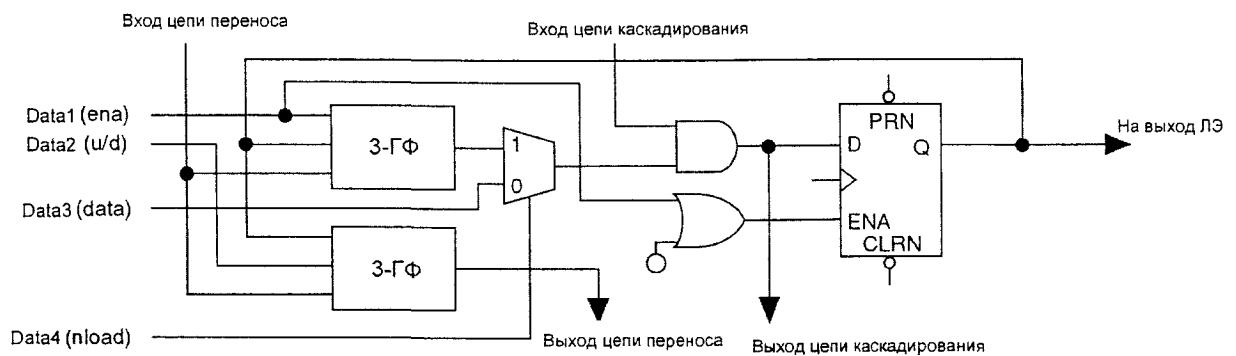 Вход цепи переноса
Вход цепи каскадирования
Data1 (ena)
Data2 (u/d)
3-ГФ
1
0
Data3 (data)
3-ГФ
Data4 (nload)
PRN
D
Q
ENA
CLRN
На выход ЛЭ
Выход цепи переноса
Выход цепи каскадирования